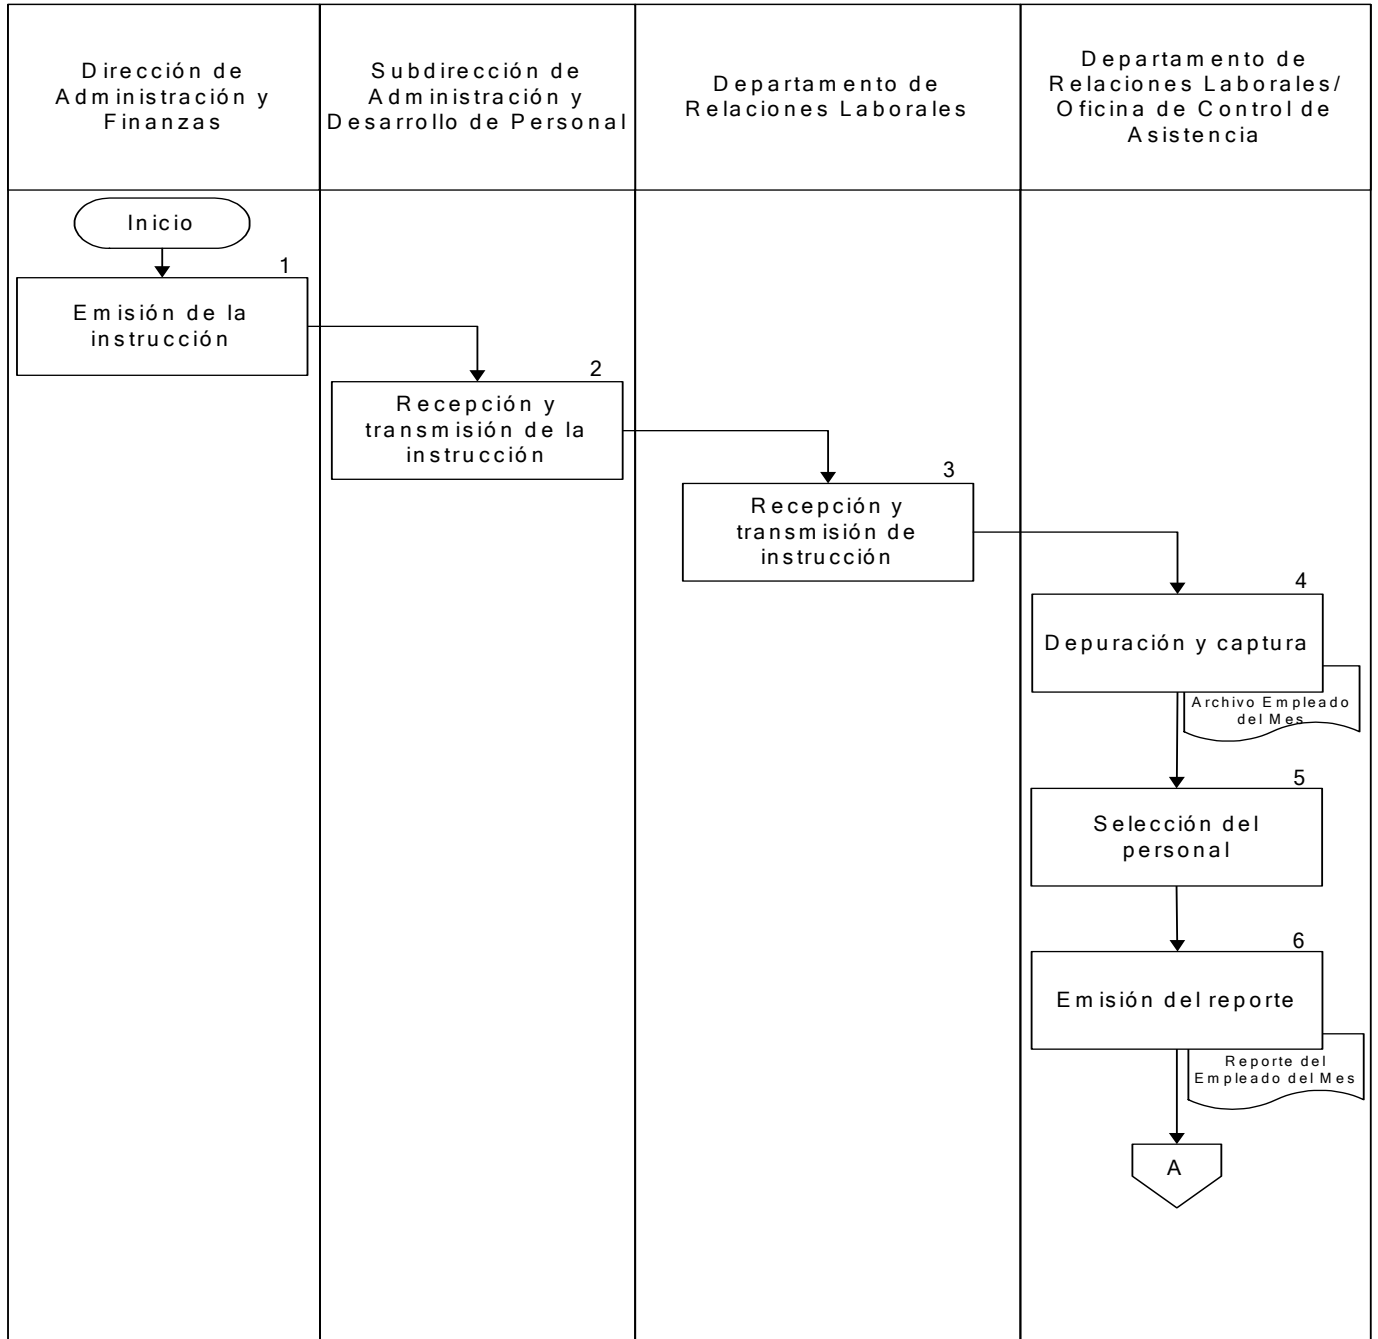 Dirección de
Administración y
Finanzas
Subdirección de
Administración y
Desarrollo de Personal
Departamento de
Relaciones Laborales
Departamento de
Relaciones Laborales/
Oficina de Control de
Asistencia
Inicio
1
Emisión de la
instrucción
2
Recepción y
transmisión de la
instrucción
3
Recepción y
transmisión de
instrucción
4
Depuración y captura
Archivo Empleado
del Mes
5
Selección del
personal
6
Emisión del reporte
Reporte del
Empleado del Mes
A